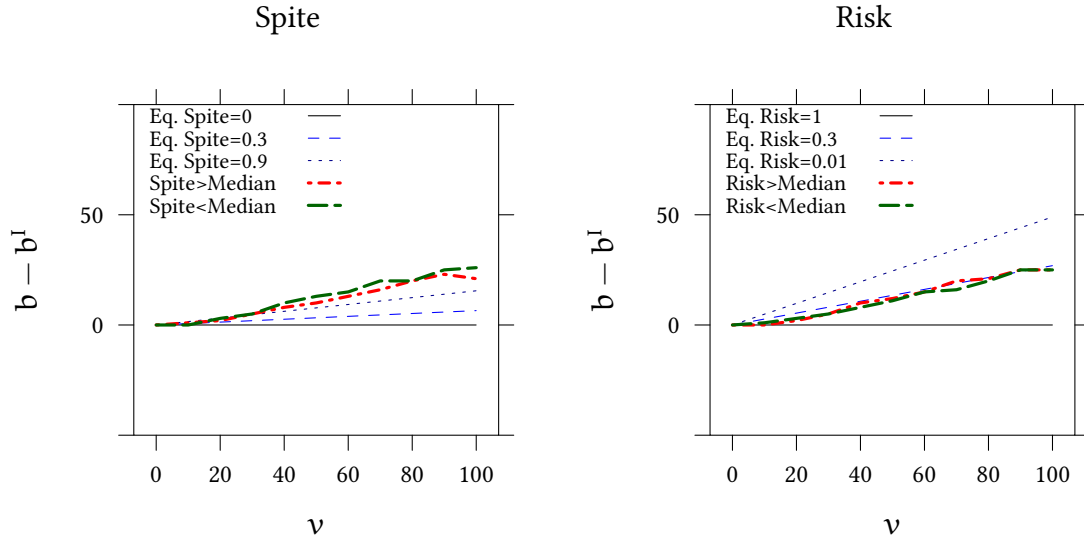 Spite
Eq. Spite=0
Eq. Spite=0.3
Eq. Spite=0.9
Spite>Median
Spite<Median
50
0
b − bᴵ
0 20 40 60 80 100
v
Risk
Eq. Risk=1
Eq. Risk=0.3
Eq. Risk=0.01
Risk>Median
Risk<Median
50
0
b − bᴵ
0 20 40 60 80 100
v